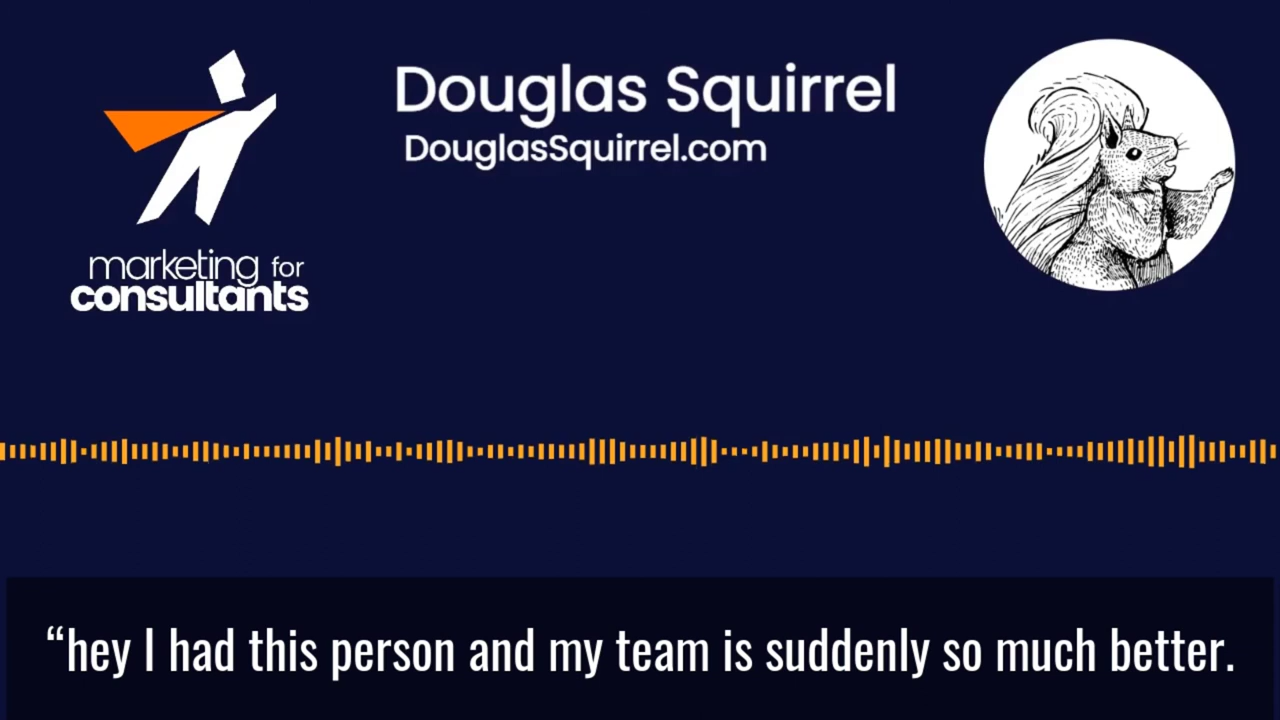 Douglas Squirrel
DouglasSquirrel.com
marketing for
consultants
“hey I had this person and my team is suddenly so much better.